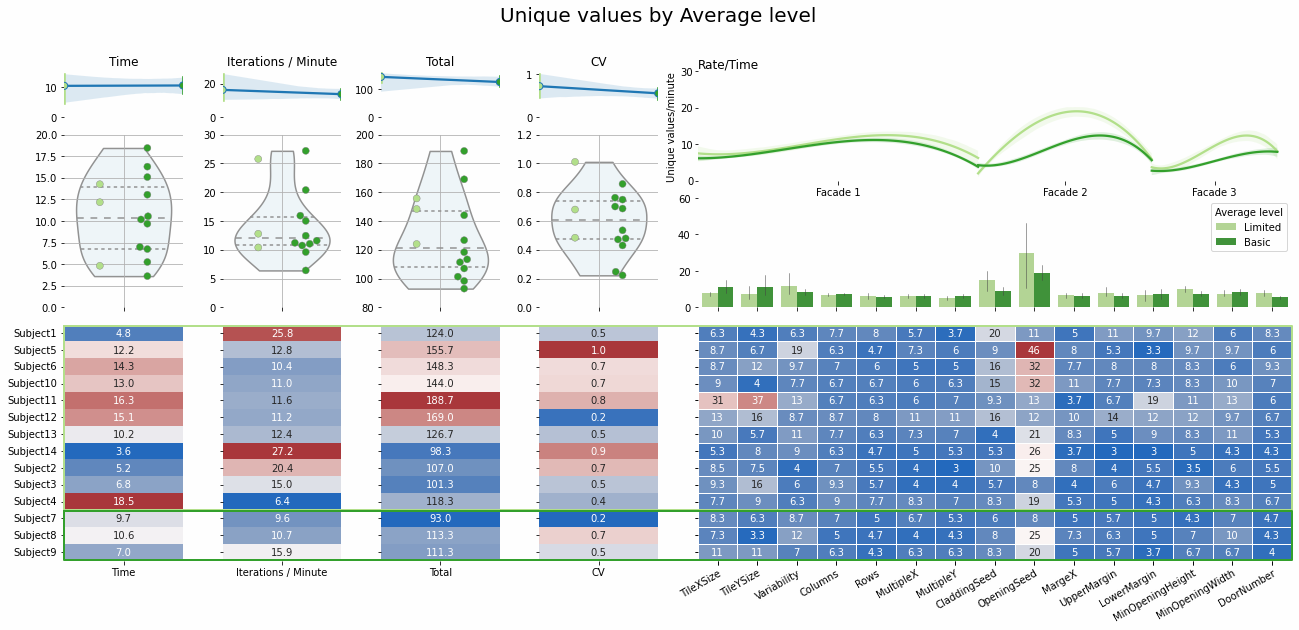 Unique values by Average level
Time
Iterations / Minute
Total
CV
Rate/Time
10
0
20
0
100
0
1
0
30
20
10
0
Unique values/minute
Facade 1
Facade 2
Facade 3
20.0
17.5
15.0
12.5
10.0
7.5
5.0
2.5
0.0
30
25
20
15
10
5
0
200
180
160
140
120
100
80
1.2
1.0
0.8
0.6
0.4
0.2
0.0
60
40
20
0
Average level
Limited
Basic
Subject1 4.8 25.8 124.0 0.5 6.3 4.3 6.3 7.7 8 5.7 3.7 20 11 5 11 9.7 12 6 8.3
Subject5 12.2 12.8 155.7 1.0 8.7 6.7 19 6.3 4.7 7.3 6 9 46 8 5.3 3.3 9.7 9.7 6
Subject6 14.3 10.4 148.3 0.7 8.7 8.3 9.7 7 6 5 5 16 32 7.7 8 8 8.3 6 9.3
Subject10 13.0 11.0 144.0 0.7 9 4 7.7 6.7 6.7 6 6.3 15 32 11 7.7 7.3 8.3 10 7
Subject11 16.3 11.6 188.7 0.8 31 37 13 6.7 6.3 6 7 9.3 13 3.7 6.7 19 11 13 6
Subject12 15.1 11.2 169.0 0.2 13 16 8.7 8.7 8 11 11 16 12 10 14 12 12 9.7 6.7
Subject13 10.2 12.4 126.7 0.5 10 5.7 11 7.7 6.3 7.3 7 4 21 8.3 5 9 8.3 11 5.3
Subject14 3.6 27.2 98.3 0.9 5.3 8 9 6.3 4.7 5 5.3 5.3 26 3.7 3 3 5 4.3 4.3
Subject2 5.2 20.4 107.0 0.7 8.5 7.5 4 7 5.5 4 3 10 25 8 4 5.5 3.5 6 5.5
Subject3 6.8 15.0 101.3 0.5 9.3 16 6 9.3 5.7 4 4 5.7 8 4 6 4.7 9.3 4.3 5
Subject4 18.5 6.4 118.3 0.4 7.7 9 6.3 9 7.7 8.3 7 8.3 19 5.3 5 4.3 6.3 8.3 6.7
Subject7 9.7 9.6 93.0 0.2 8.3 6.3 8.7 7 5 6.7 5.3 6 8 5 5.7 5 4.3 7 4.7
Subject8 10.6 10.7 113.3 0.7 7.3 3.3 12 5 4.7 4 4.3 8 25 7.3 6.3 5 7 10 4.3
Subject9 7.0 15.9 111.3 0.5 11 11 7 6.3 4.3 6.3 6.3 8.3 20 5 5.7 3.7 6.7 6.7 4
Time
Iterations / Minute
Total
CV
TileXSize
TileYSize
Variability
Columns
Rows
MultipleX
MultipleY
CladdingSeed
OpeningSeed
MargeX
UpperMargin
LowerMargin
MinOpeningHeight
MinOpeningWidth
DoorNumber